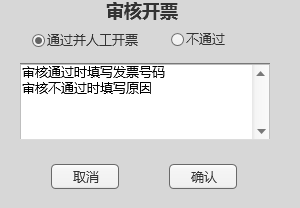 审核开票
通过并人工开票 不通过
审核通过时填写发票号码
审核不通过时填写原因
取消 确认